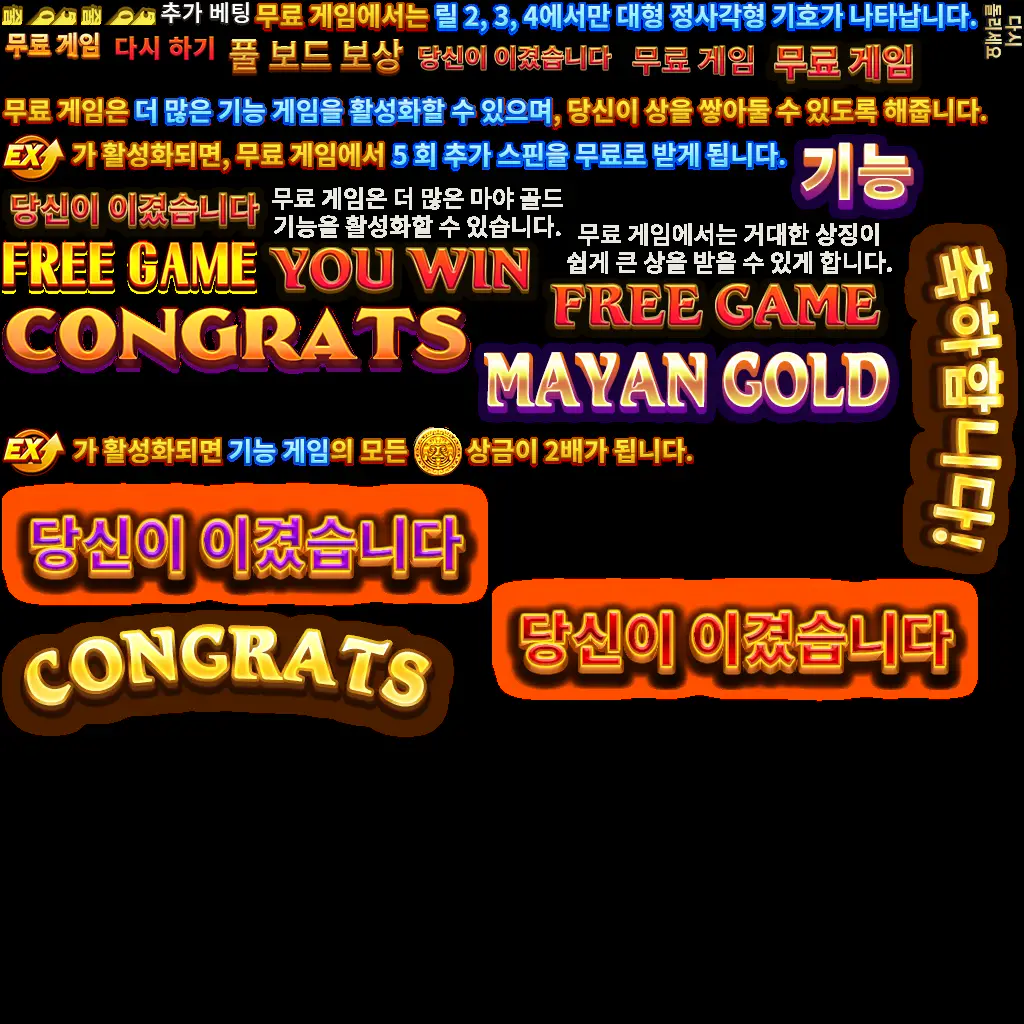 추가 베팅
무료 게임에서는 릴 2, 3, 4에서만 대형 정사각형 기호가 나타납니다.
다시
돌리세요
무료 게임
다시 하기
풀 보드 보상
당신이 이겼습니다
무료 게임
무료 게임
무료 게임은 더 많은 기능 게임을 활성화할 수 있으며, 당신이 상을 쌓아둘 수 있도록 해줍니다.
EX 가 활성화되면, 무료 게임에서 5 회 추가 스핀을 무료로 받게 됩니다.
기능
당신이 이겼습니다
무료 게임은 더 많은 마야 골드
기능을 활성화할 수 있습니다.
무료 게임에서는 거대한 상징이
쉽게 큰 상을 받을 수 있게 합니다.
FREE GAME
YOU WIN
FREE GAME
축하합니다!
CONGRATS
MAYAN GOLD
EX 가 활성화되면 기능 게임의 모든 상금이 2배가 됩니다.
당신이 이겼습니다
당신이 이겼습니다
CONGRATS